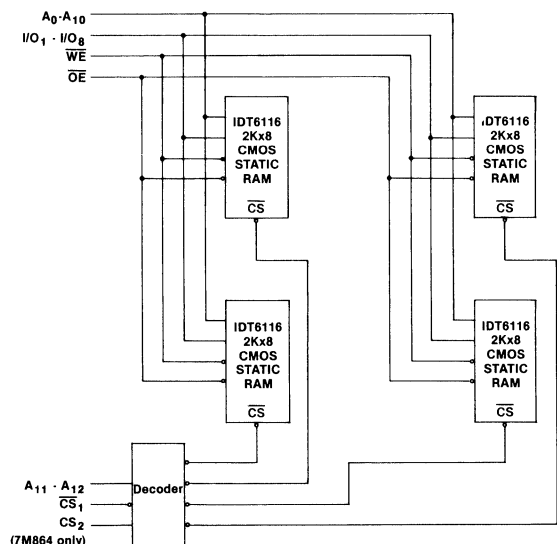 A0-A10
I/O1 - I/O8
WE
OE
IDT6116
2Kx8
CMOS
STATIC
RAM
CS
IDT6116
2Kx8
CMOS
STATIC
RAM
CS
IDT6116
2Kx8
CMOS
STATIC
RAM
CS
IDT6116
2Kx8
CMOS
STATIC
RAM
CS
A11 - A12
CS1
CS2
(7M864 only)
Decoder